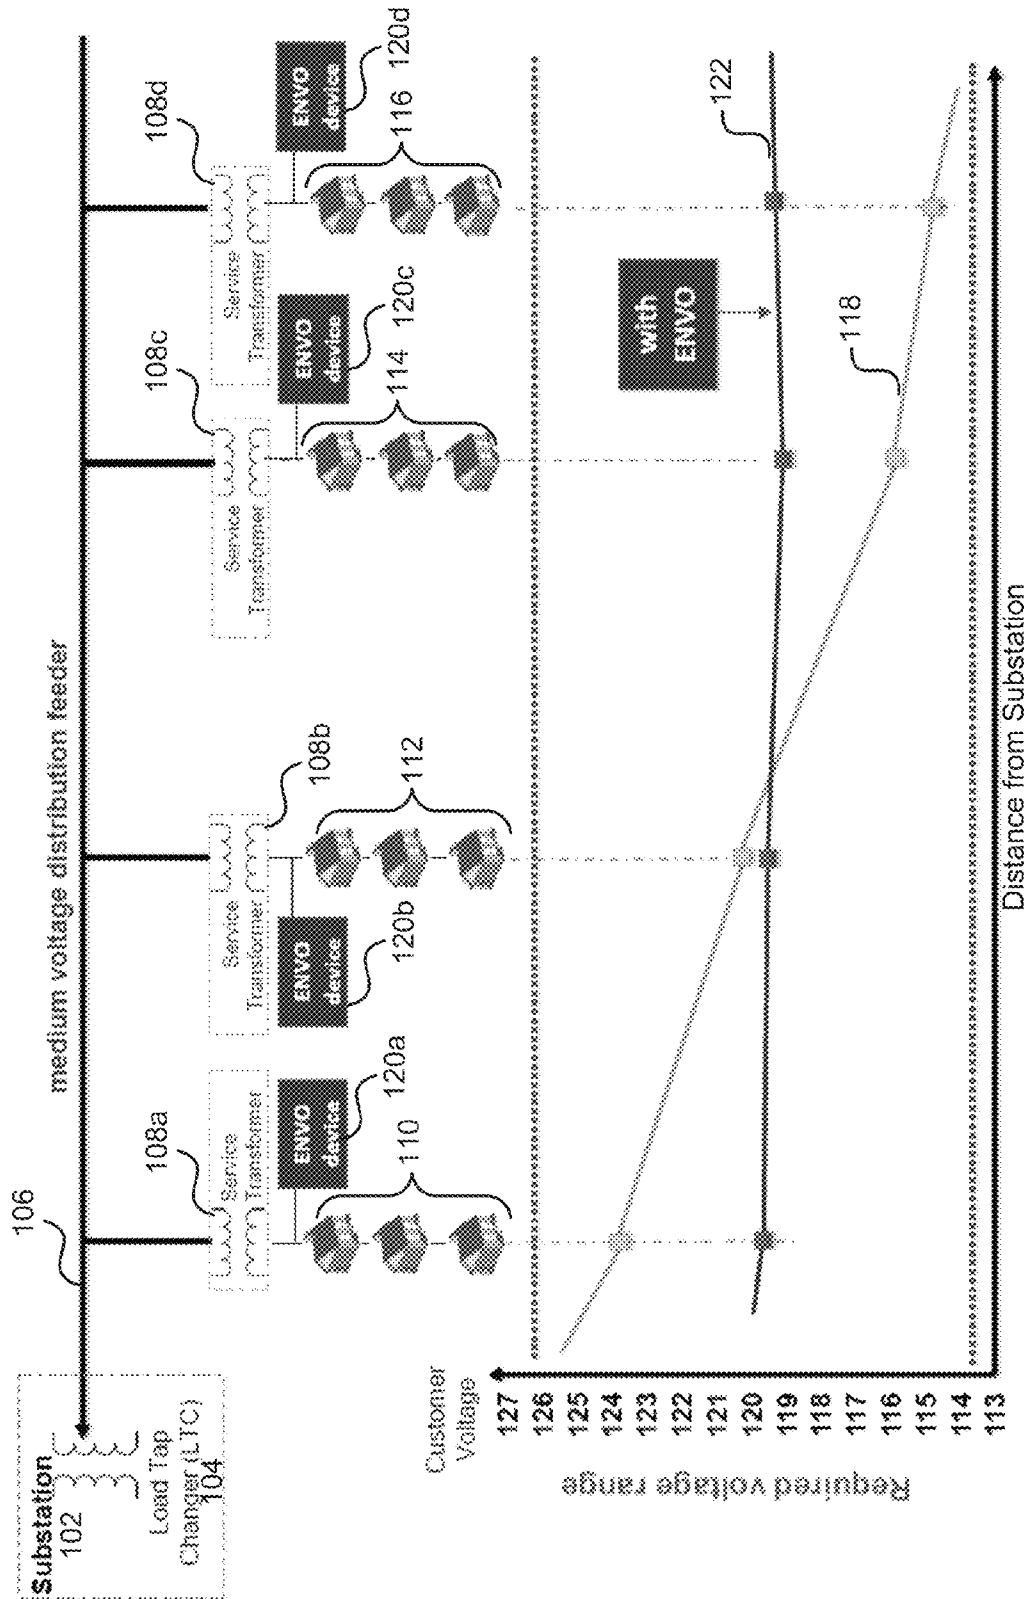 Substation
102
Load Tap
Changer (LTC)
104
106
medium voltage distribution feeder
108a
Service
Transformer
ENVO
device
120a
110
108b
Service
Transformer
ENVO
device
120b
112
108c
Service
Transformer
ENVO
device
120c
114
108d
Service
Transformer
ENVO
device
120d
116
Customer
Voltage
Required voltage range
127
126
125
124
123
122
121
120
119
118
117
116
115
114
113
with
ENVO
122
118
Distance from Substation